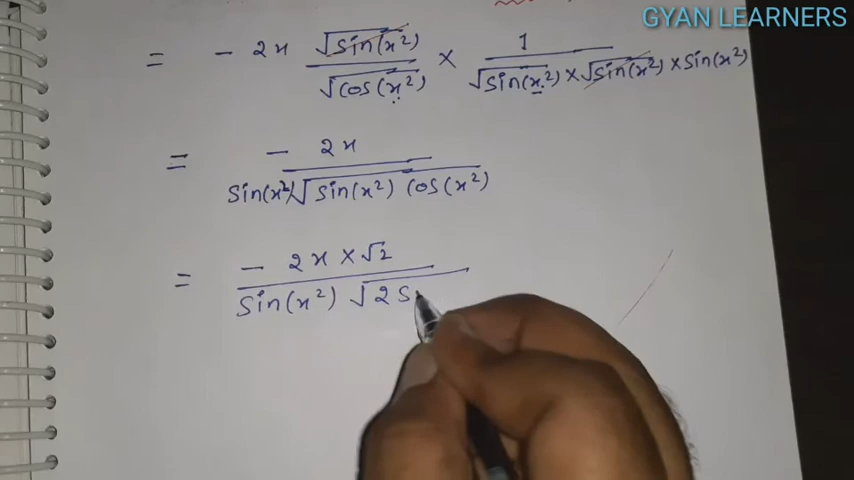 GYAN LEARNERS
= - 2x √sin(x²) / √cos(x²) × 1 / √sin(x²) × √sin(x²) × sin(x²)
= - 2x / sin(x²) √sin(x²) cos(x²)
= - 2x × √2 / sin(x²) √2 s